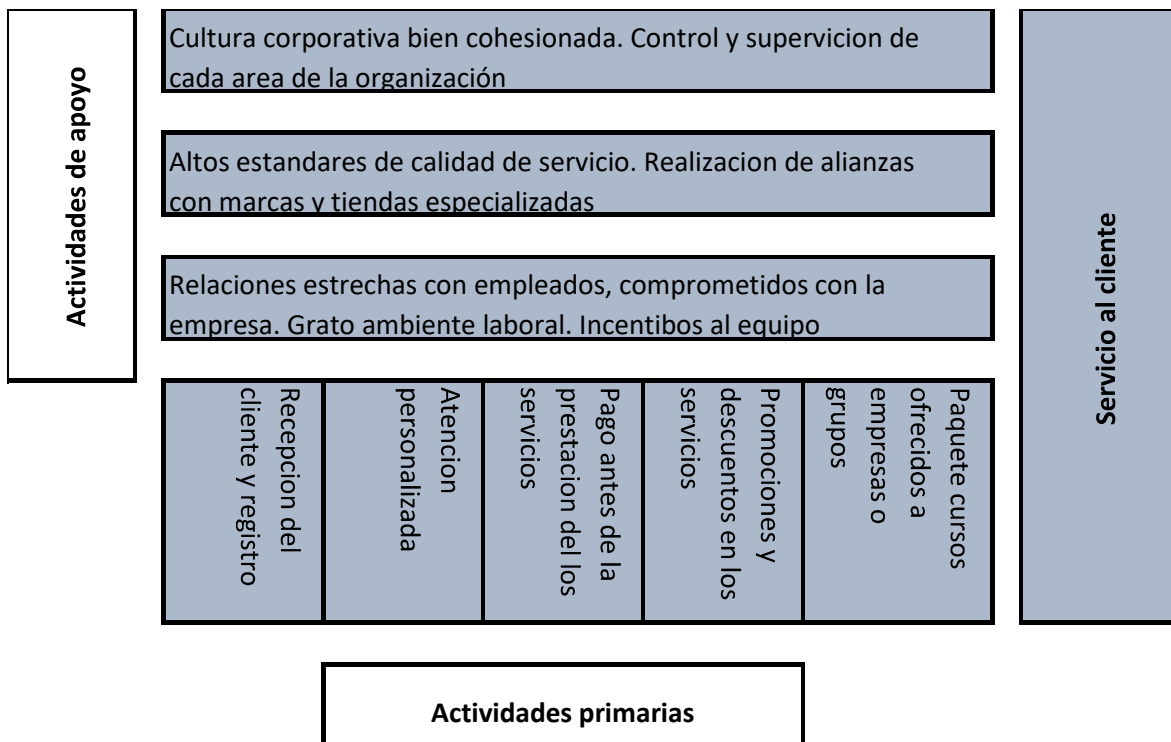 Actividades de apoyo
Cultura corporativa bien cohesionada. Control y supervicion de
cada area de la organización
Altos estandares de calidad de servicio. Realizacion de alianzas
con marcas y tiendas especializadas
Relaciones estrechas con empleados, comprometidos con la
empresa. Grato ambiente laboral. Incentibos al equipo
Recepcion del
cliente y registro
Atencion
personalizada
Pago antes de la
prestacion del los
servicios
Promociones y
descuentos en los
servicios
Paquete cursos
ofrecidos a
empresas o
grupos
Servicio al cliente
Actividades primarias